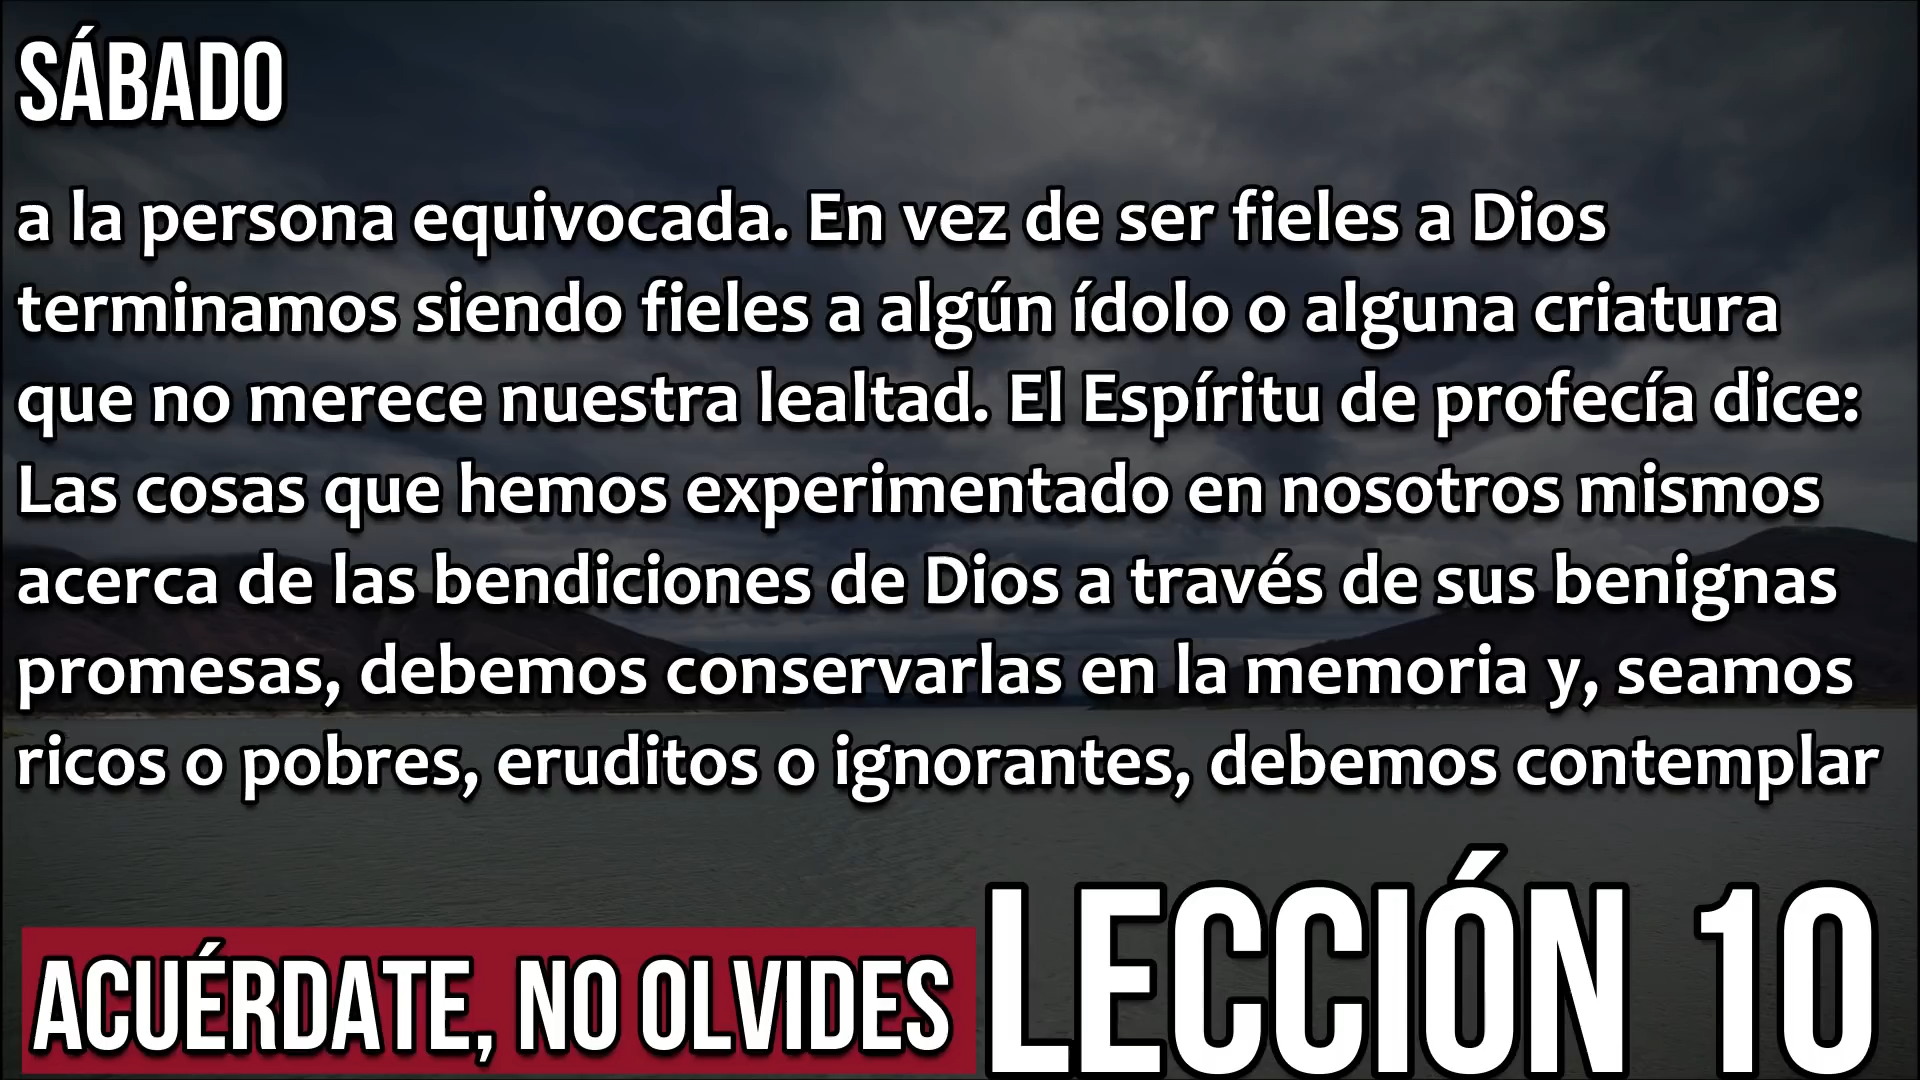 SÁBADO
a la persona equivocada. En vez de ser fieles a Dios
terminamos siendo fieles a algún ídolo o alguna criatura
que no merece nuestra lealtad. El Espíritu de profecía dice:
Las cosas que hemos experimentado en nosotros mismos
acerca de las bendiciones de Dios a través de sus benignas
promesas, debemos conservarlas en la memoria y, seamos
ricos o pobres, eruditos o ignorantes, debemos contemplar
ACUÉRDATE, NO OLVIDES
LECCIÓN 10